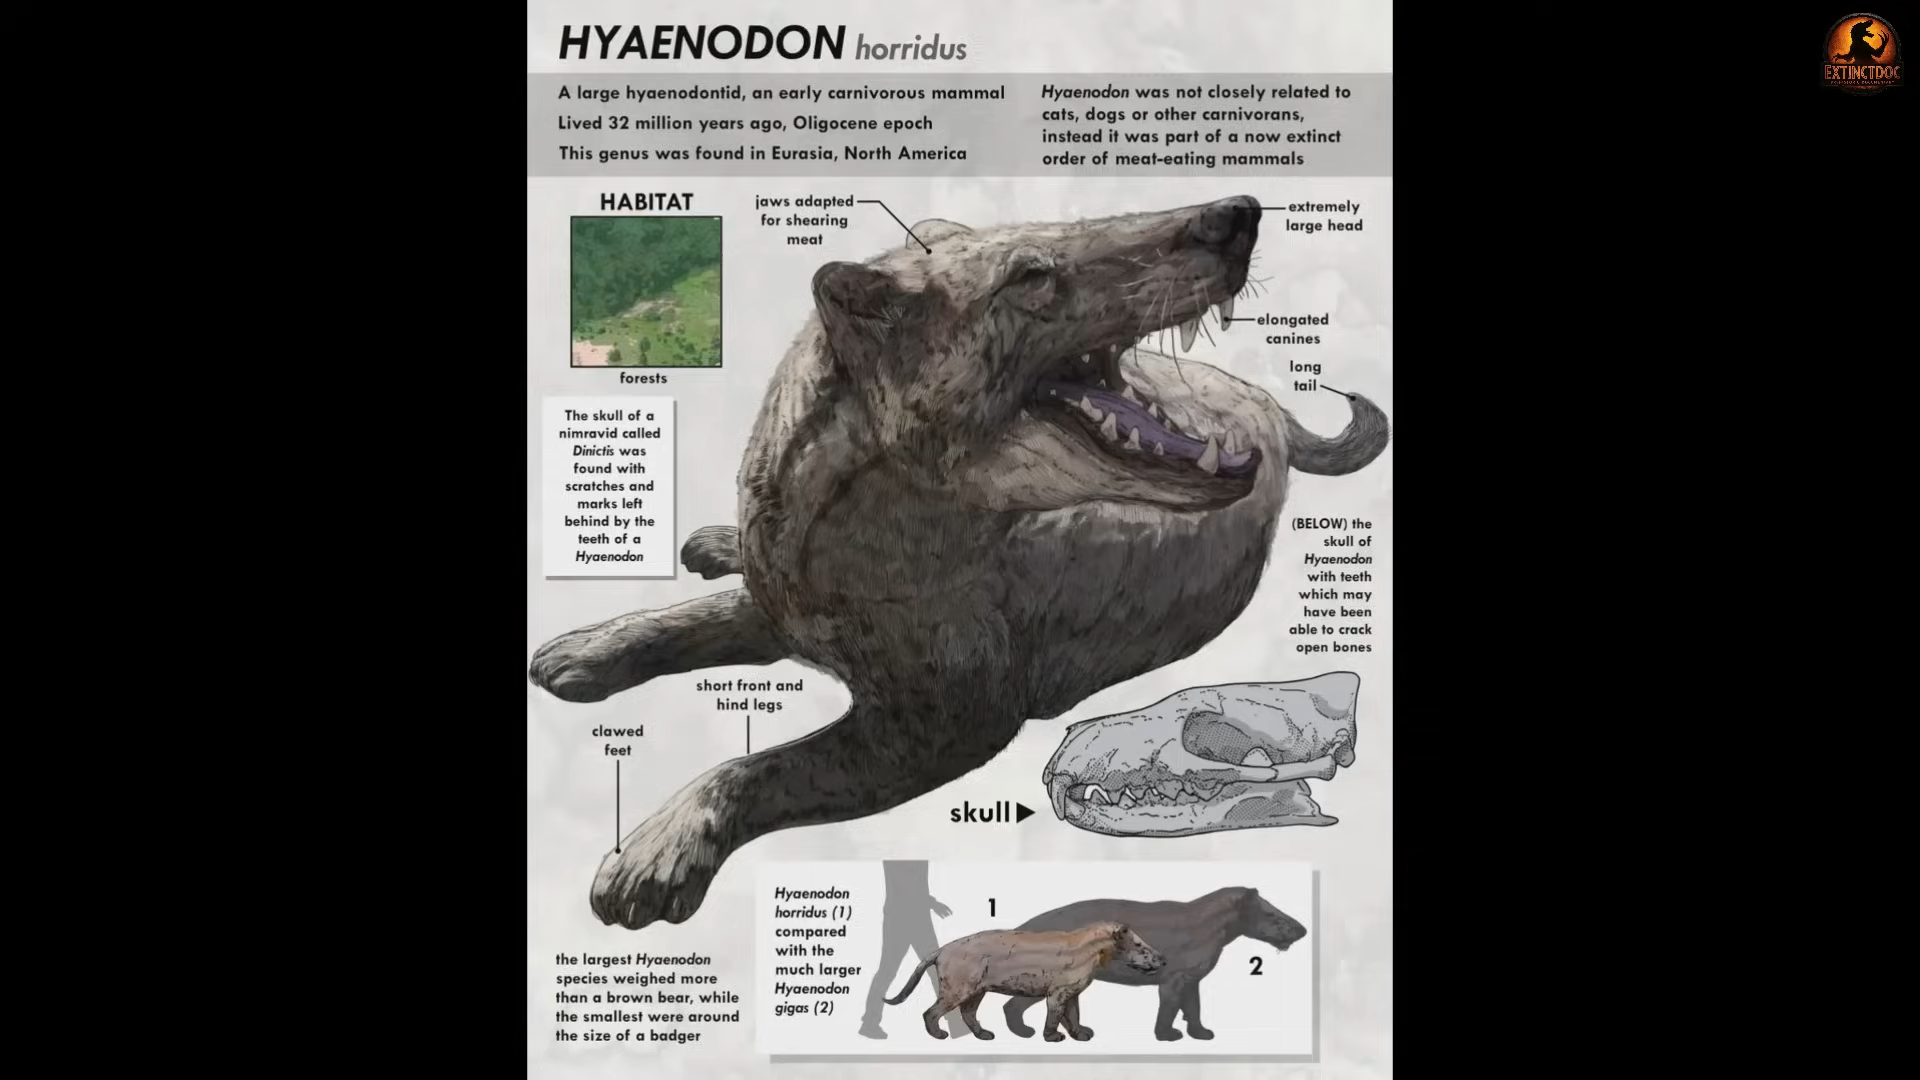 HYAENODON horridus
A large hyaenodontid, an early carnivorous mammal
Lived 32 million years ago, Oligocene epoch
This genus was found in Eurasia, North America
Hyaenodon was not closely related to
cats, dogs or other carnivorans,
instead it was part of a now extinct
order of meat-eating mammals
EXTINCTDOC
HABITAT
forests
jaws adapted
for shearing
meat
extremely
large head
elongated
canines
long
tail
The skull of a
nimravid called
Dinictis was
found with
scratches and
marks left
behind by the
teeth of a
Hyaenodon
(BELOW) the
skull of
Hyaenodon
with teeth
which may
have been
able to crack
open bones
short front and
hind legs
clawed
feet
skull
Hyaenodon
horridus (1)
compared
with the
much larger
Hyaenodon
gigas (2)
1
2
the largest Hyaenodon
species weighed more
than a brown bear, while
the smallest were around
the size of a badger